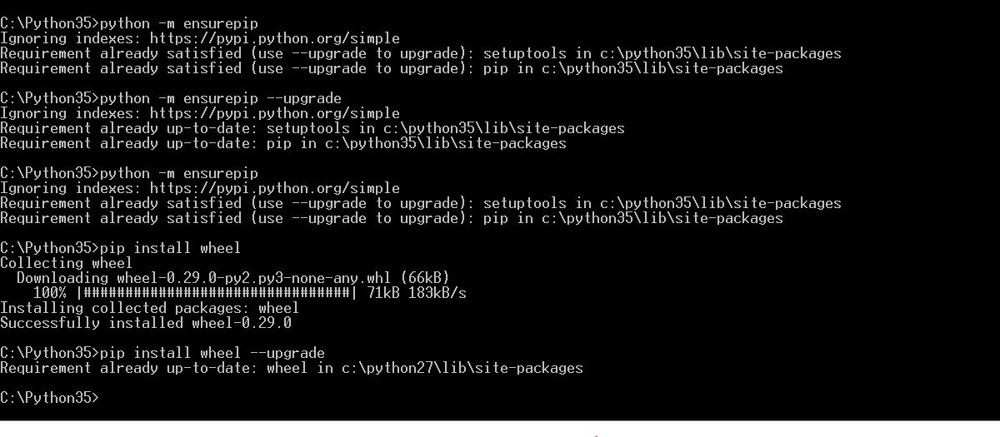 C:\Python35>python -m ensurepip
Ignoring indexes: https://pypi.python.org/simple
Requirement already satisfied (use --upgrade to upgrade): setuptools in c:\python35\lib\site-packages
Requirement already satisfied (use --upgrade to upgrade): pip in c:\python35\lib\site-packages
C:\Python35>python -m ensurepip --upgrade
Ignoring indexes: https://pypi.python.org/simple
Requirement already up-to-date: setuptools in c:\python35\lib\site-packages
Requirement already up-to-date: pip in c:\python35\lib\site-packages
C:\Python35>python -m ensurepip
Ignoring indexes: https://pypi.python.org/simple
Requirement already satisfied (use --upgrade to upgrade): setuptools in c:\python35\lib\site-packages
Requirement already satisfied (use --upgrade to upgrade): pip in c:\python35\lib\site-packages
C:\Python35>pip install wheel
Collecting wheel
  Downloading wheel-0.29.0-py2.py3-none-any.whl (66kB)
    100% |################################| 71kB 183kB/s
Installing collected packages: wheel
Successfully installed wheel-0.29.0
C:\Python35>pip install wheel --upgrade
Requirement already up-to-date: wheel in c:\python27\lib\site-packages
C:\Python35>